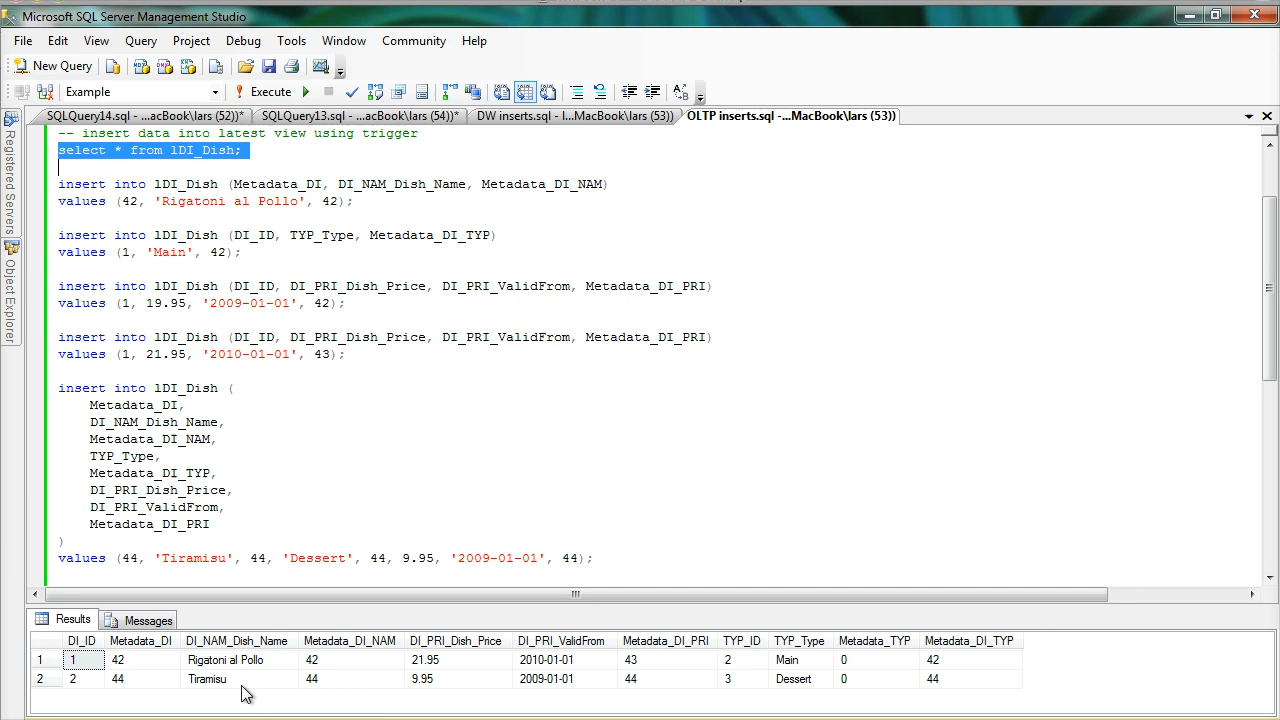 Microsoft SQL Server Management Studio
File Edit View Query Project Debug Tools Window Community Help
New Query
Example Execute
SQLQuery14.sql - ...acBook\lars (52))* SQLQuery13.sql - ...acBook\lars (54))* DW inserts.sql - l...MacBook\lars (53)) OLTP inserts.sql -...MacBook\lars (53))
Registered Servers
Object Explorer
-- insert data into latest view using trigger
select * from lDI_Dish;
insert into lDI_Dish (Metadata_DI, DI_NAM_Dish_Name, Metadata_DI_NAM)
values (42, 'Rigatoni al Pollo', 42);
insert into lDI_Dish (DI_ID, TYP_Type, Metadata_DI_TYP)
values (1, 'Main', 42);
insert into lDI_Dish (DI_ID, DI_PRI_Dish_Price, DI_PRI_ValidFrom, Metadata_DI_PRI)
values (1, 19.95, '2009-01-01', 42);
insert into lDI_Dish (DI_ID, DI_PRI_Dish_Price, DI_PRI_ValidFrom, Metadata_DI_PRI)
values (1, 21.95, '2010-01-01', 43);
insert into lDI_Dish (
Metadata_DI,
DI_NAM_Dish_Name,
Metadata_DI_NAM,
TYP_Type,
Metadata_DI_TYP,
DI_PRI_Dish_Price,
DI_PRI_ValidFrom,
Metadata_DI_PRI
)
values (44, 'Tiramisu', 44, 'Dessert', 44, 9.95, '2009-01-01', 44);
Results Messages
DI_ID Metadata_DI DI_NAM_Dish_Name Metadata_DI_NAM DI_PRI_Dish_Price DI_PRI_ValidFrom Metadata_DI_PRI TYP_ID TYP_Type Metadata_TYP Metadata_DI_TYP
1 1 42 Rigatoni al Pollo 42 21.95 2010-01-01 43 2 Main 0 42
2 2 44 Tiramisu 44 9.95 2009-01-01 44 3 Dessert 0 44